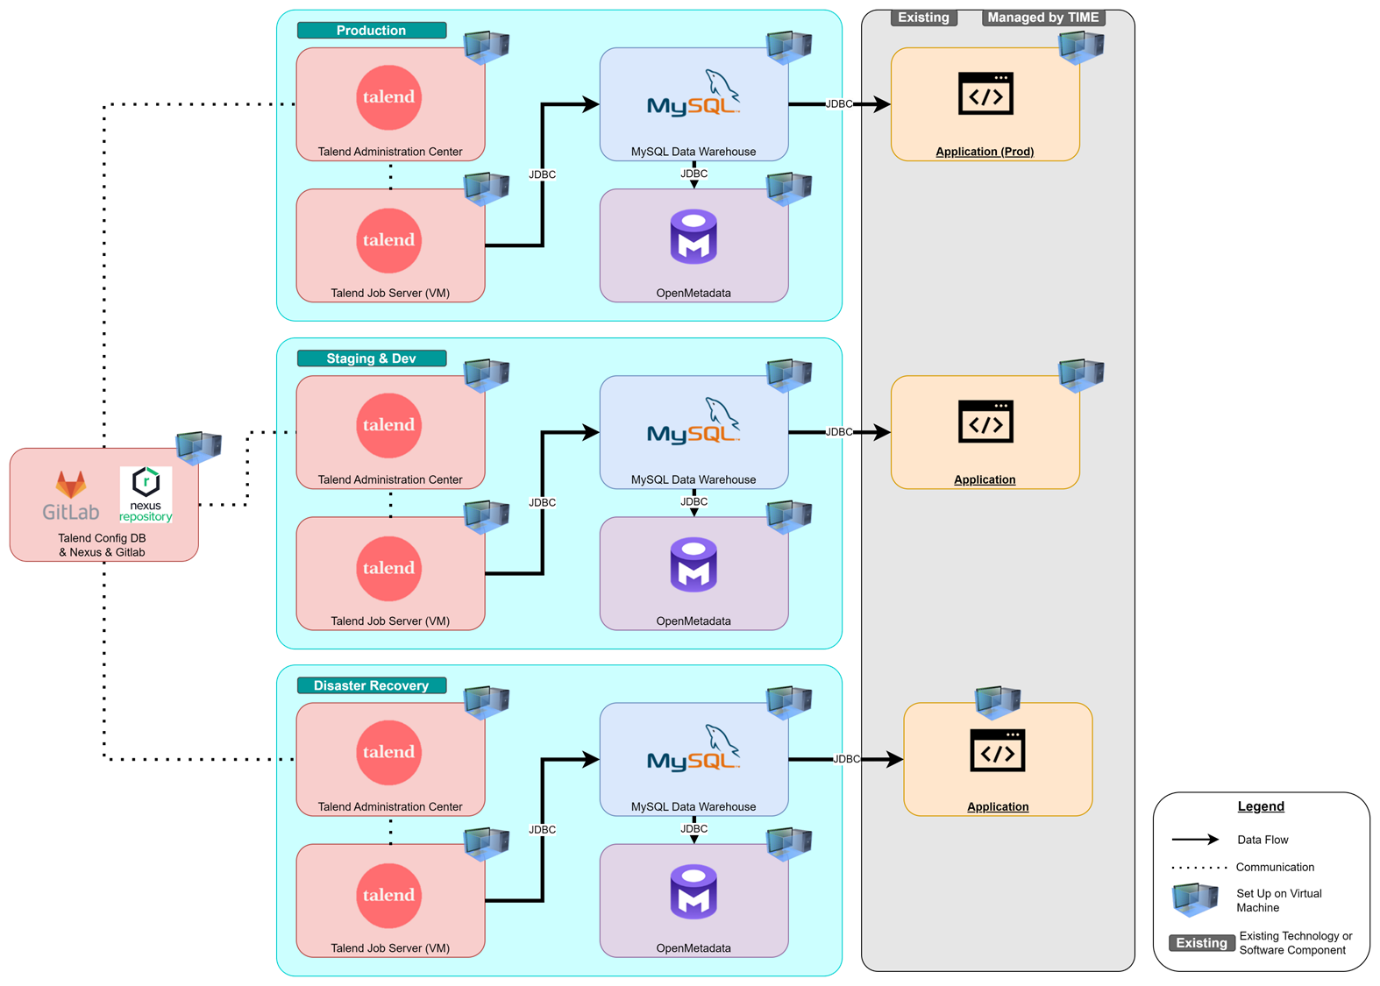 Production
talend
Talend Administration Center
talend
Talend Job Server (VM)
JDBC
MySQL
MySQL Data Warehouse
JDBC
M
OpenMetadata
JDBC
Existing
Managed by TIME
</>
Application (Prod)
Staging & Dev
talend
Talend Administration Center
talend
Talend Job Server (VM)
JDBC
MySQL
MySQL Data Warehouse
JDBC
M
OpenMetadata
JDBC
</>
Application
GitLab
r
nexus
repository
Talend Config DB
& Nexus & Gitlab
Disaster Recovery
talend
Talend Administration Center
talend
Talend Job Server (VM)
JDBC
MySQL
MySQL Data Warehouse
JDBC
M
OpenMetadata
JDBC
</>
Application
Legend
Data Flow
Communication
Set Up on Virtual
Machine
Existing
Existing Technology or
Software Component